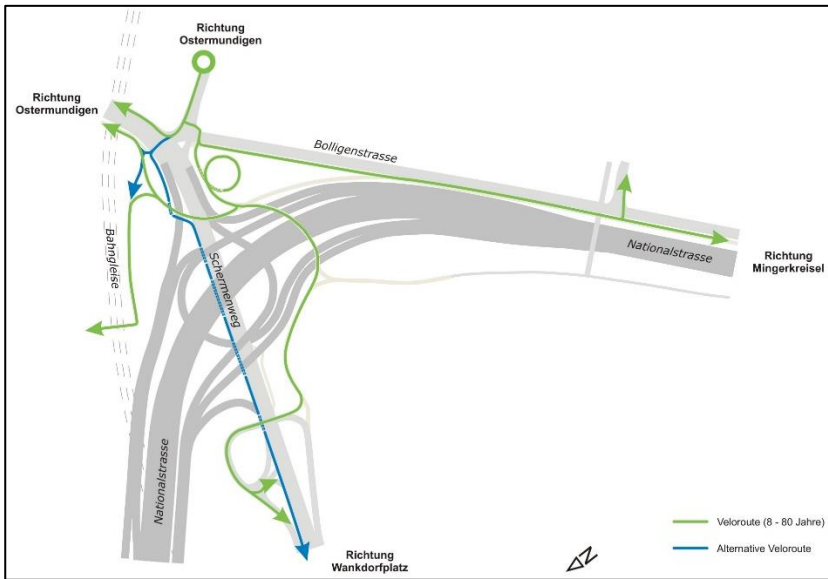 Richtung
Ostermundigen
Richtung
Ostermundigen
Bolligenstrasse
Bahngleise
Schermenweg
Nationalstrasse
Richtung
Mingerkreisel
Nationalstrasse
Richtung
Wankdorfplatz
N
Veloroute (8 - 80 Jahre)
Alternative Veloroute